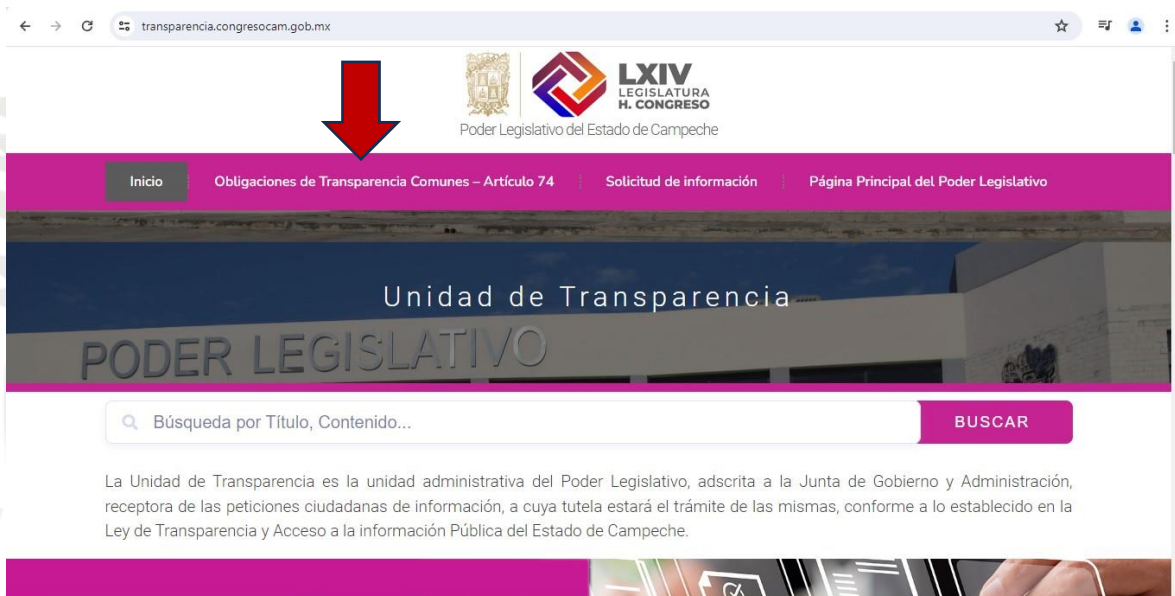 transparencia.congresocam.gob.mx
LXIV
LEGISLATURA
H. CONGRESO
Poder Legislativo del Estado de Campeche
Inicio
Obligaciones de Transparencia Comunes – Artículo 74
Solicitud de información
Página Principal del Poder Legislativo
Unidad de Transparencia
PODER LEGISLATIVO
Búsqueda por Título, Contenido...
BUSCAR
La Unidad de Transparencia es la unidad administrativa del Poder Legislativo, adscrita a la Junta de Gobierno y Administración,
receptora de las peticiones ciudadanas de información, a cuya tutela estará el trámite de las mismas, conforme a lo establecido en la
Ley de Transparencia y Acceso a la información Pública del Estado de Campeche.